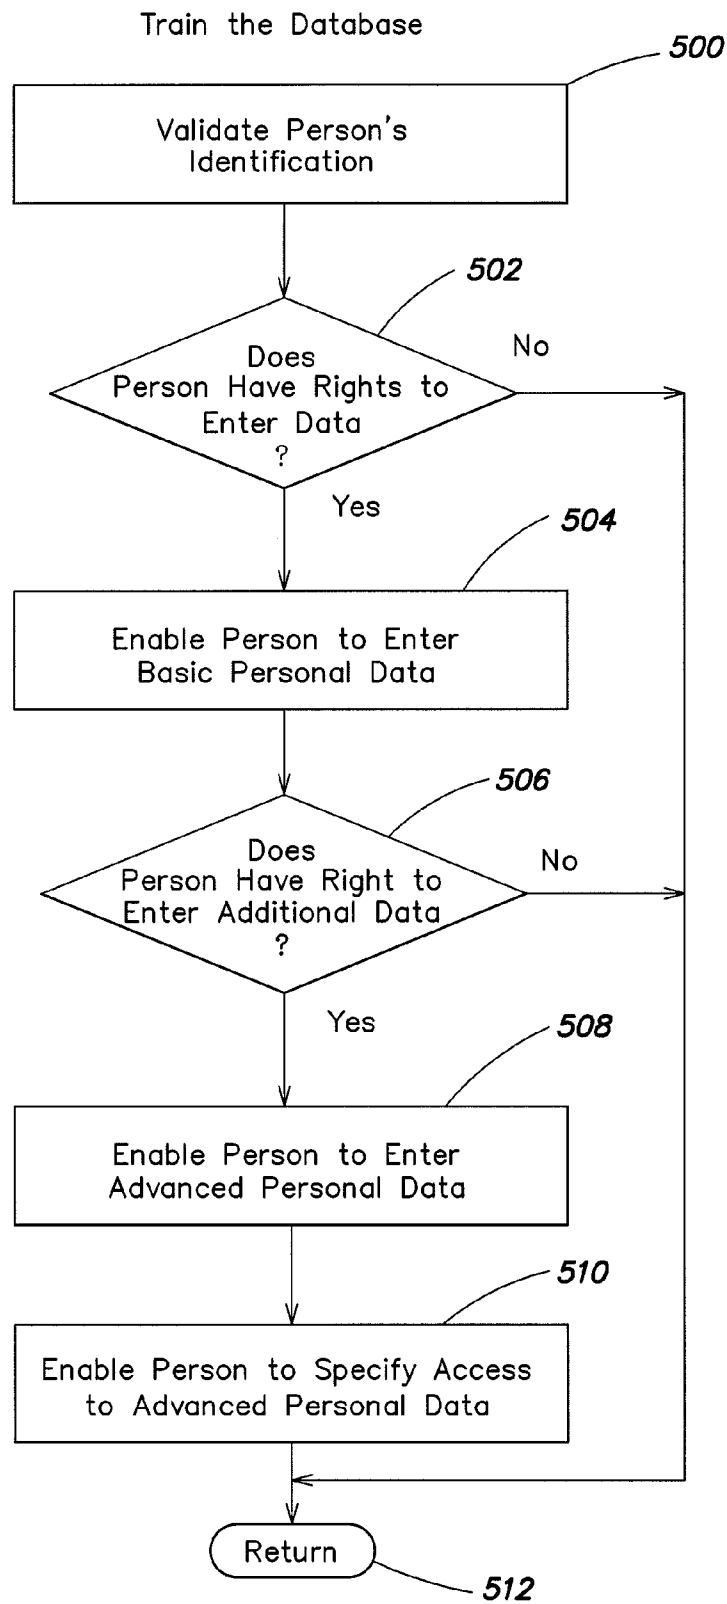 Train the Database
500
Validate Person's
Identification
502
No
Does
Person Have Rights to
Enter Data
?
Yes
504
Enable Person to Enter
Basic Personal Data
506
No
Does
Person Have Right to
Enter Additional Data
?
Yes
508
Enable Person to Enter
Advanced Personal Data
510
Enable Person to Specify Access
to Advanced Personal Data
Return
512